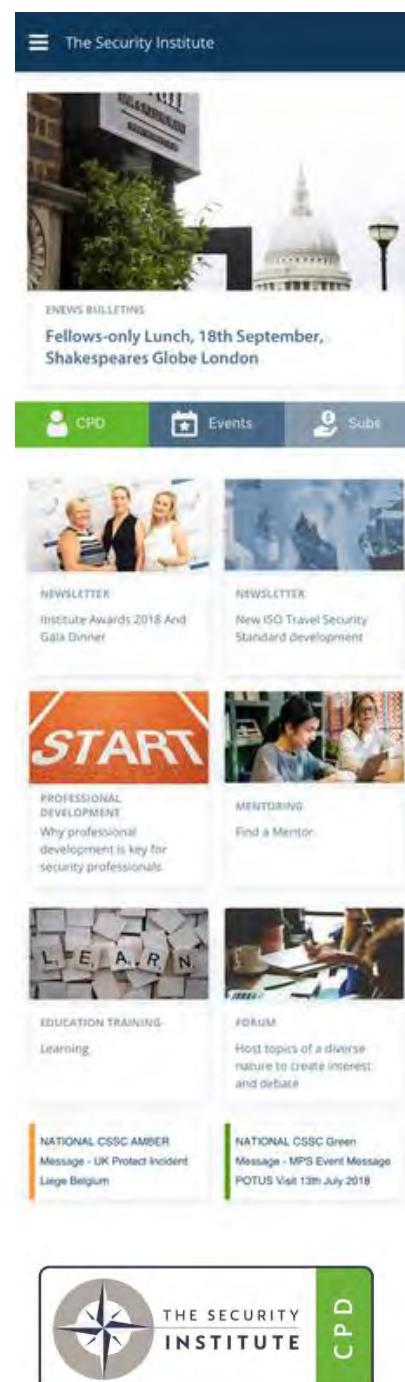 The Security Institute
ENEWS BULLETINS
Fellows-only Lunch, 18th September,
Shakespeares Globe London
CPD
Events
Subs
NEWSLETTER
Institute Awards 2018 And
Gala Dinner
NEWSLETTER
New ISO Travel Security
Standard development
START
PROFESSIONAL
DEVELOPMENT
Why professional
development is key for
security professionals
MENTORING
Find a Mentor
L E A R N
EDUCATION TRAINING
Learning
FORUM
Host topics of a diverse
nature to create interest
and debate
NATIONAL CSSC AMBER
Message - UK Protect Incident
Liege Belgium
NATIONAL CSSC Green
Message - MPS Event Message
POTUS Visit 13th July 2018
THE SECURITY
INSTITUTE
CPD